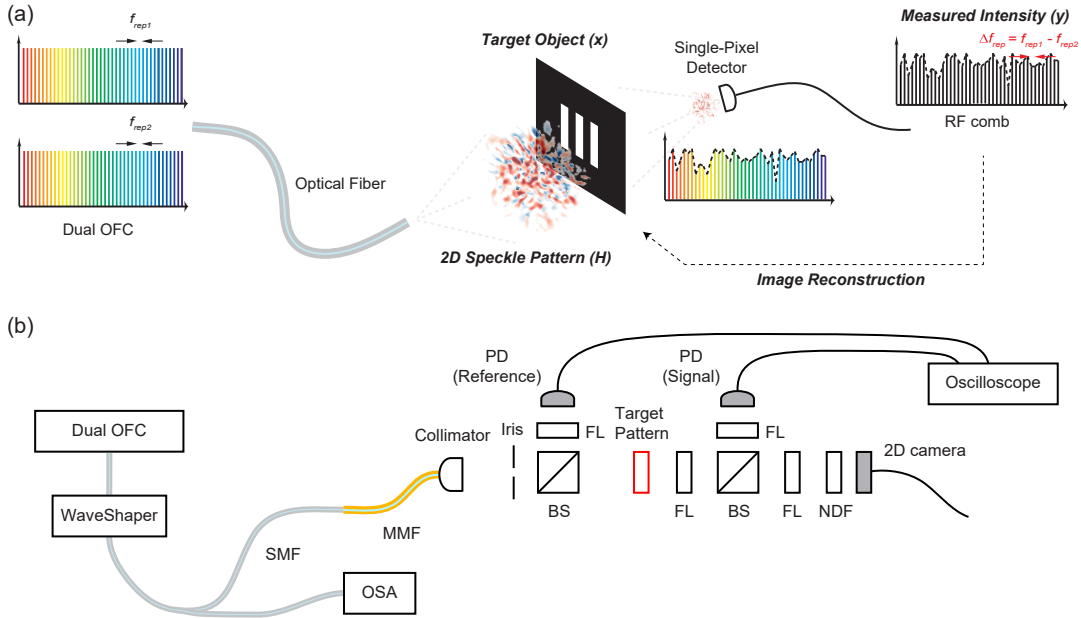 (a)
f_rep1
f_rep2
Dual OFC
Optical Fiber
Target Object (x)
2D Speckle Pattern (H)
Single-Pixel
Detector
Measured Intensity (y)
Δf_rep = f_rep1 - f_rep2
RF comb
Image Reconstruction
(b)
Dual OFC
WaveShaper
SMF
OSA
MMF
Collimator
Iris
PD
(Reference)
FL
BS
Target
Pattern
FL
PD
(Signal)
FL
BS
FL
NDF
2D camera
Oscilloscope